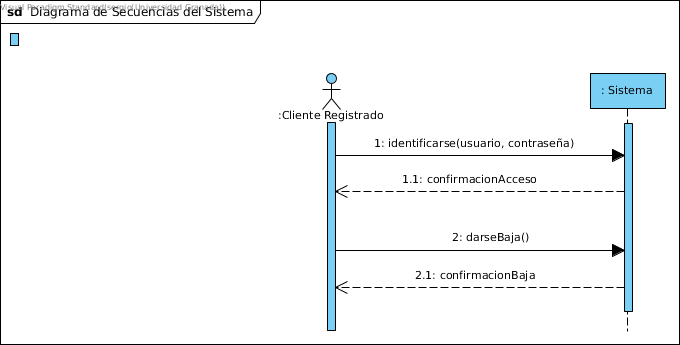 Visual Paradigm Standard(sergio(Universidad Granada))
sd Diagrama de Secuencias del Sistema
: Sistema
:Cliente Registrado
1: identificarse(usuario, contraseña)
1.1: confirmacionAcceso
2: darseBaja()
2.1: confirmacionBaja